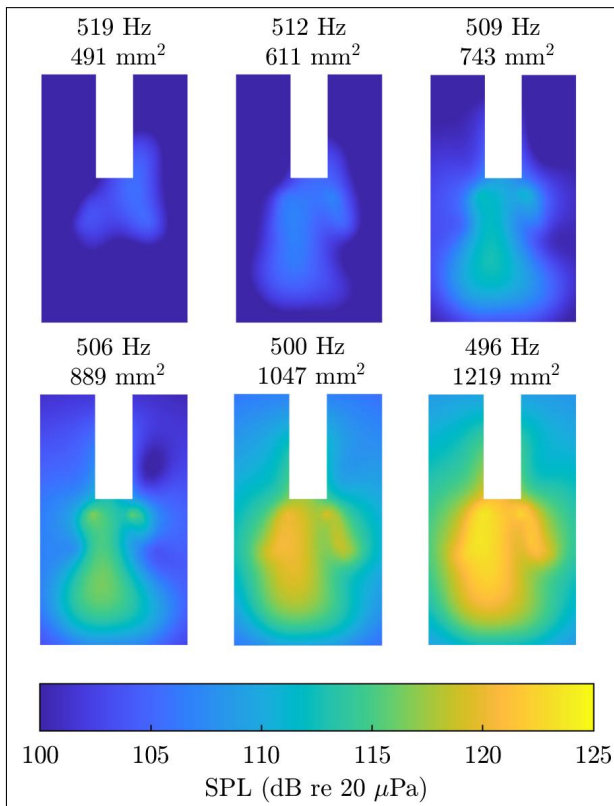 519 Hz 512 Hz 509 Hz
491 mm² 611 mm² 743 mm²
506 Hz 500 Hz 496 Hz
889 mm² 1047 mm² 1219 mm²
100 105 110 115 120 125
SPL (dB re 20 μPa)